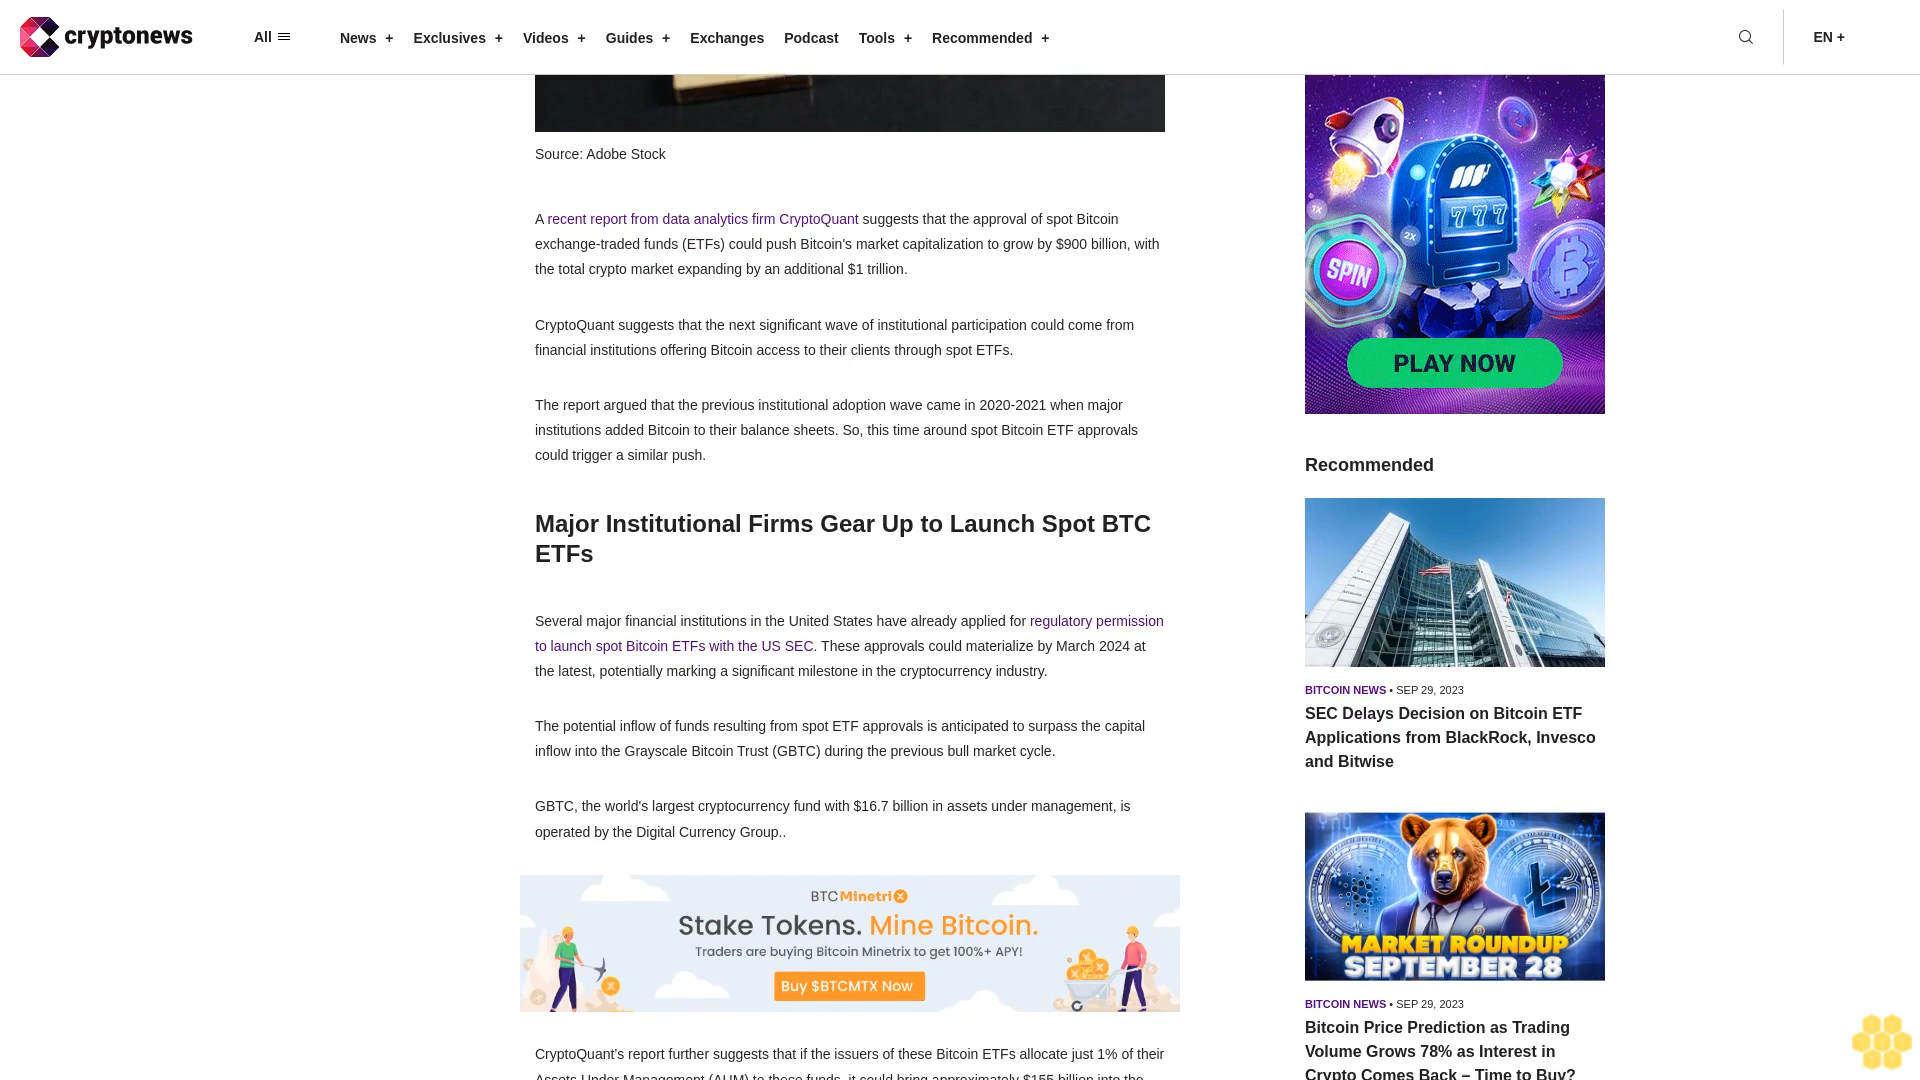 cryptonews
All
News + Exclusives + Videos + Guides + Exchanges Podcast Tools + Recommended +
EN +
Source: Adobe Stock
A recent report from data analytics firm CryptoQuant suggests that the approval of spot Bitcoin
exchange-traded funds (ETFs) could push Bitcoin's market capitalization to grow by $900 billion, with
the total crypto market expanding by an additional $1 trillion.
CryptoQuant suggests that the next significant wave of institutional participation could come from
financial institutions offering Bitcoin access to their clients through spot ETFs.
The report argued that the previous institutional adoption wave came in 2020-2021 when major
institutions added Bitcoin to their balance sheets. So, this time around spot Bitcoin ETF approvals
could trigger a similar push.
Major Institutional Firms Gear Up to Launch Spot BTC
ETFs
Several major financial institutions in the United States have already applied for regulatory permission
to launch spot Bitcoin ETFs with the US SEC. These approvals could materialize by March 2024 at
the latest, potentially marking a significant milestone in the cryptocurrency industry.
The potential inflow of funds resulting from spot ETF approvals is anticipated to surpass the capital
inflow into the Grayscale Bitcoin Trust (GBTC) during the previous bull market cycle.
GBTC, the world's largest cryptocurrency fund with $16.7 billion in assets under management, is
operated by the Digital Currency Group..
BTC Minetrix
Stake Tokens. Mine Bitcoin.
Traders are buying Bitcoin Minetrix to get 100%+ APY!
Buy $BTCMTX Now
CryptoQuant's report further suggests that if the issuers of these Bitcoin ETFs allocate just 1% of their
Assets Under Management (AUM) to these funds, it could bring approximately $155 billion into the
777
1X
2X
SPIN
3X
PLAY NOW
Recommended
BITCOIN NEWS • SEP 29, 2023
SEC Delays Decision on Bitcoin ETF
Applications from BlackRock, Invesco
and Bitwise
MARKET ROUNDUP
SEPTEMBER 28
BITCOIN NEWS • SEP 29, 2023
Bitcoin Price Prediction as Trading
Volume Grows 78% as Interest in
Crypto Comes Back – Time to Buy?